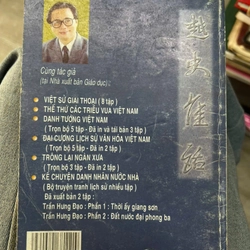 Cùng tác giả
(tại Nhà xuất bản Giáo dục):
VIỆT SỬ GIAI THOẠI (8 tập)
THẾ THỨ CÁC TRIỀU VUA VIỆT NAM
DANH TƯỚNG VIỆT NAM
(Trọn bộ 5 tập - Đã in và tái bản 3 tập)
ĐẠI CƯƠNG LỊCH SỬ VĂN HÓA VIỆT NAM
(Trọn bộ 5 tập - Đã in 2 tập)
TRÔNG LẠI NGÀN XƯA
(Trọn bộ 3 tập - Đã in 2 tập)
KỂ CHUYỆN DANH NHÂN NƯỚC NHÀ
(Bộ truyện tranh lịch sử nhiều tập)
Đã xuất bản 2 tập:
Trần Hưng Đạo: Phần 1: Thời ấy giang sơn
Trần Hưng Đạo: Phần 2: Đất nước đại phong ba
越史